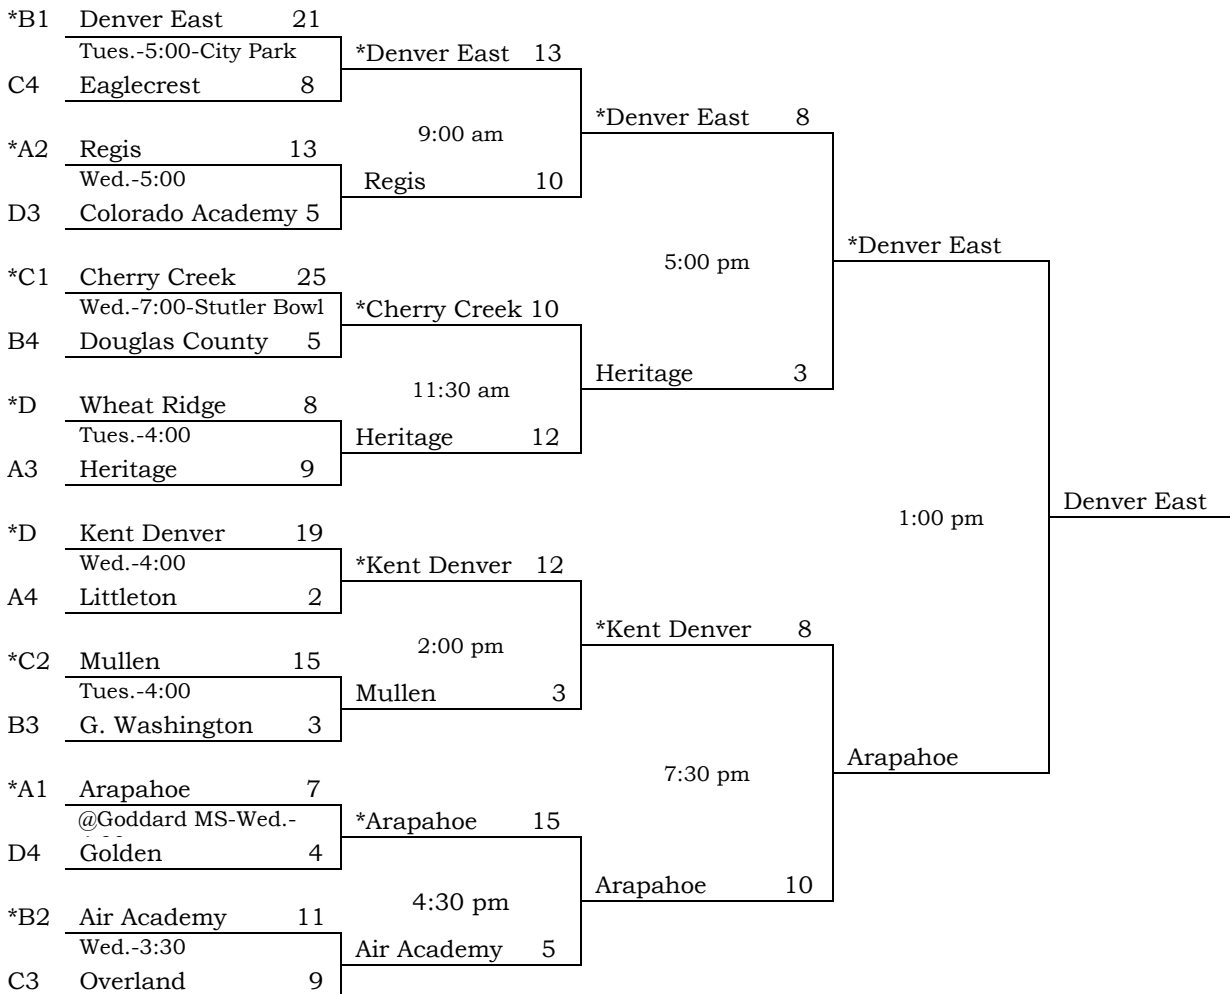 *B1 Denver East 21
Tues.-5:00-City Park
*Denver East 13
C4 Eaglecrest 8
*Denver East 8
9:00 am
*A2 Regis 13
Wed.-5:00
Regis 10
D3 Colorado Academy 5
*Denver East
5:00 pm
*C1 Cherry Creek 25
Wed.-7:00-Stutler Bowl
*Cherry Creek 10
B4 Douglas County 5
Heritage 3
11:30 am
*D Wheat Ridge 8
Tues.-4:00
Heritage 12
A3 Heritage 9
Denver East
1:00 pm
*D Kent Denver 19
Wed.-4:00
*Kent Denver 12
A4 Littleton 2
*Kent Denver 8
2:00 pm
*C2 Mullen 15
Tues.-4:00
Mullen 3
B3 G. Washington 3
Arapahoe
7:30 pm
*A1 Arapahoe 7
@Goddard MS-Wed.-
*Arapahoe 15
D4 Golden 4
Arapahoe 10
4:30 pm
*B2 Air Academy 11
Wed.-3:30
Air Academy 5
C3 Overland 9